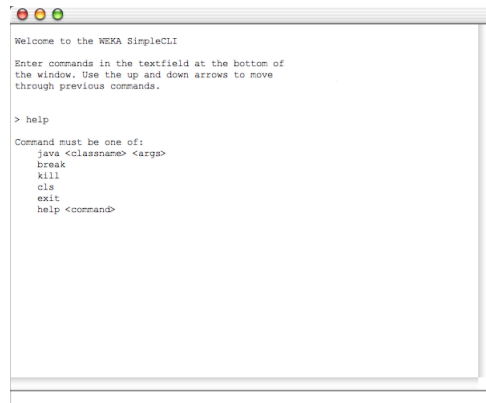 Welcome to the WEKA SimpleCLI
Enter commands in the textfield at the bottom of
the window. Use the up and down arrows to move
through previous commands.
> help
Command must be one of:
java <classname> <args>
break
kill
cls
exit
help <command>